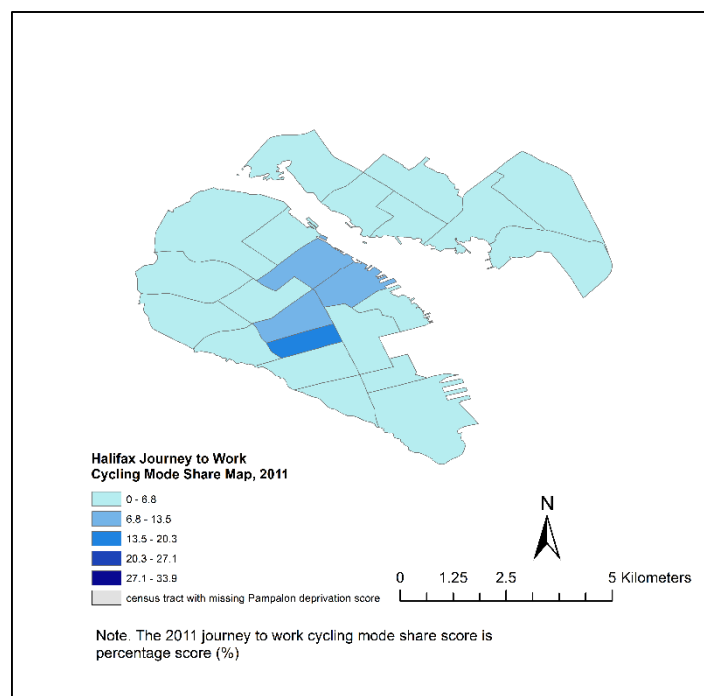 Halifax Journey to Work
Cycling Mode Share Map, 2011
0 - 6.8
6.8 - 13.5
13.5 - 20.3
20.3 - 27.1
27.1 - 33.9
census tract with missing Pampalon deprivation score
N
0 1.25 2.5 5 Kilometers
Note. The 2011 journey to work cycling mode share score is
percentage score (%)